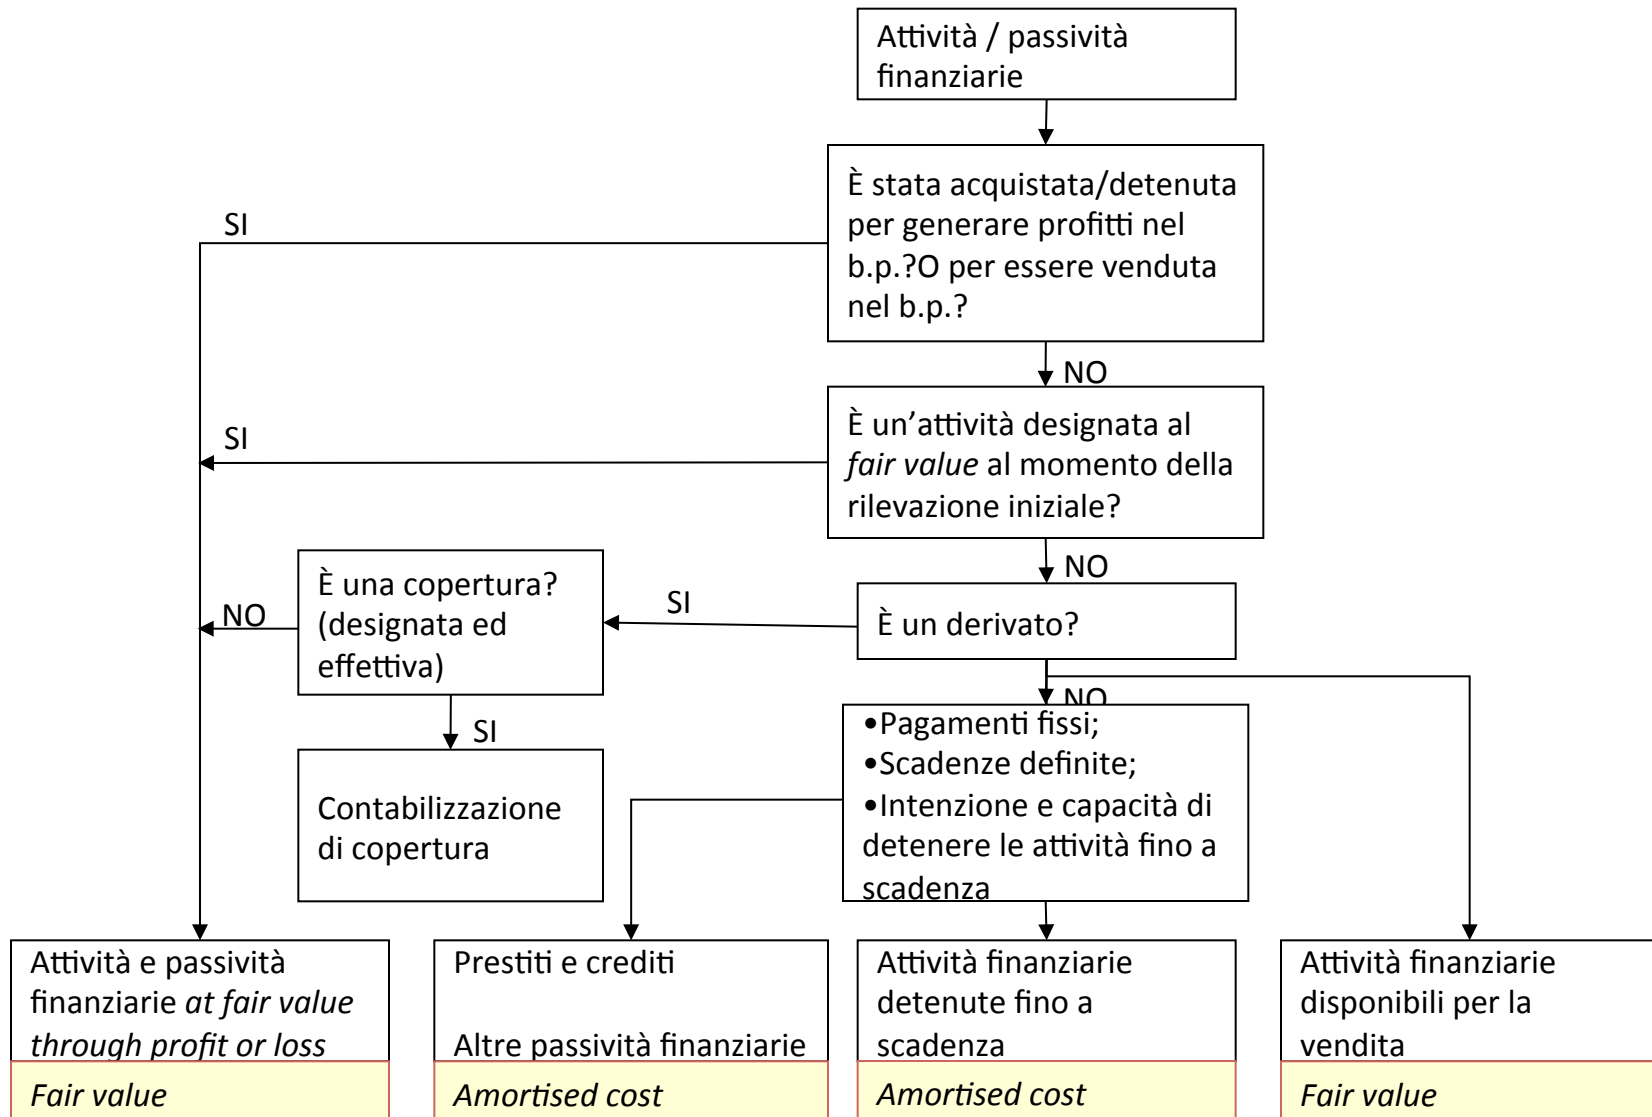 Attività / passività
finanziarie
È stata acquistata/detenuta
per generare profitti nel
b.p.?O per essere venduta
nel b.p.?
SI
NO
È un’attività designata al
fair value al momento della
rilevazione iniziale?
SI
NO
È una copertura?
(designata ed
effettiva)
NO
SI
È un derivato?
NO
SI
•Pagamenti fissi;
•Scadenze definite;
•Intenzione e capacità di
detenere le attività fino a
scadenza
Contabilizzazione
di copertura
Attività e passività
finanziarie at fair value
through profit or loss
Fair value
Prestiti e crediti
Altre passività finanziarie
Amortised cost
Attività finanziarie
detenute fino a
scadenza
Amortised cost
Attività finanziarie
disponibili per la
vendita
Fair value